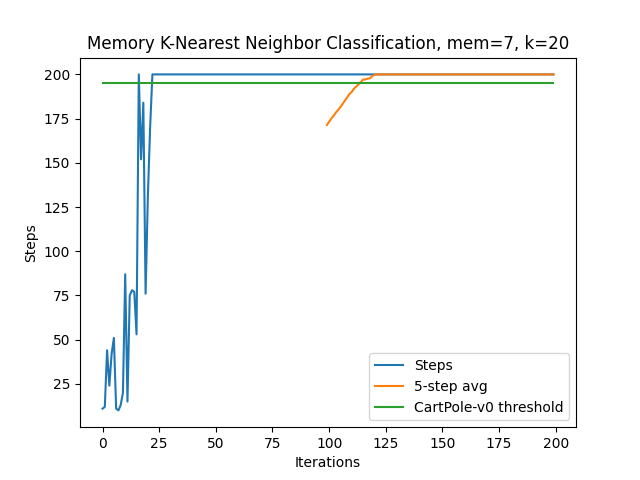 Memory K-Nearest Neighbor Classification, mem=7, k=20
200
175
150
125
100
75
50
25
Steps
0
25
50
75
100
125
150
175
200
Iterations
Steps
5-step avg
CartPole-v0 threshold